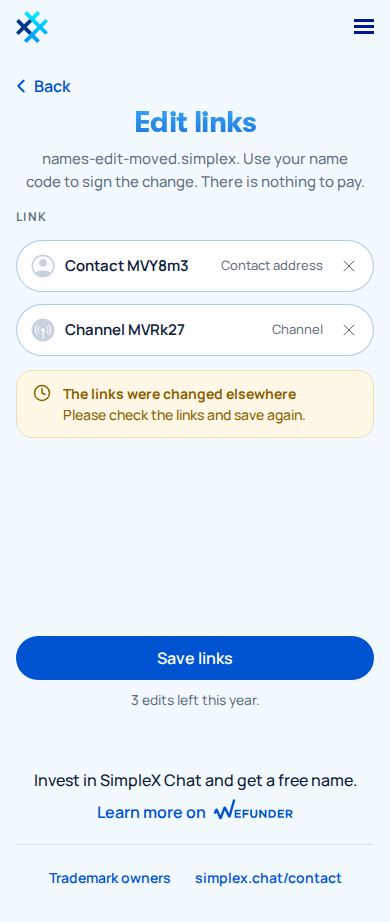 Back
Edit links
names-edit-moved.simplex. Use your name
code to sign the change. There is nothing to pay.
LINK
Contact MVY8m3 Contact address
Channel MVRk27 Channel
The links were changed elsewhere
Please check the links and save again.
Save links
3 edits left this year.
Invest in SimpleX Chat and get a free name.
Learn more on WEFUNDER
Trademark owners simplex.chat/contact